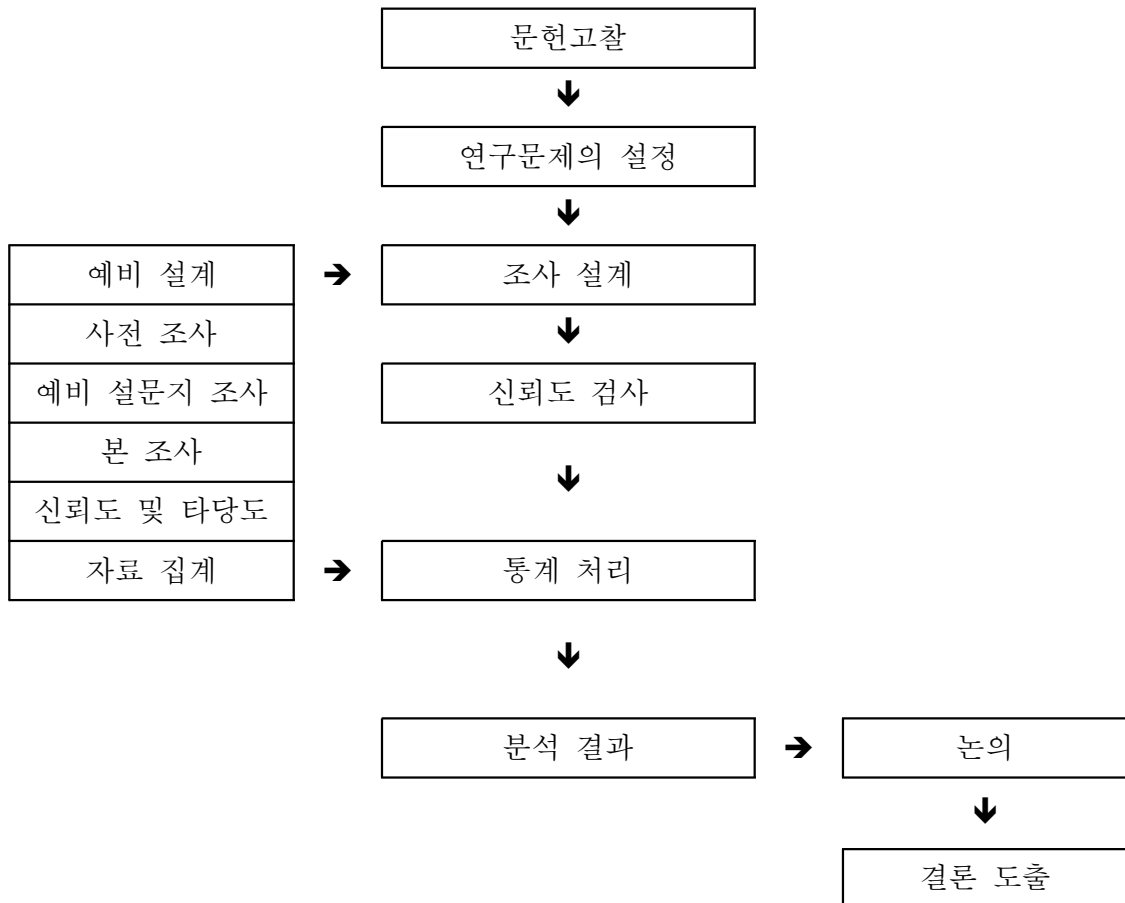 문헌고찰
연구문제의 설정
예비 설계
조사 설계
사전 조사
예비 설문지 조사
신뢰도 검사
본 조사
신뢰도 및 타당도
자료 집계
통계 처리
분석 결과
논의
결론 도출